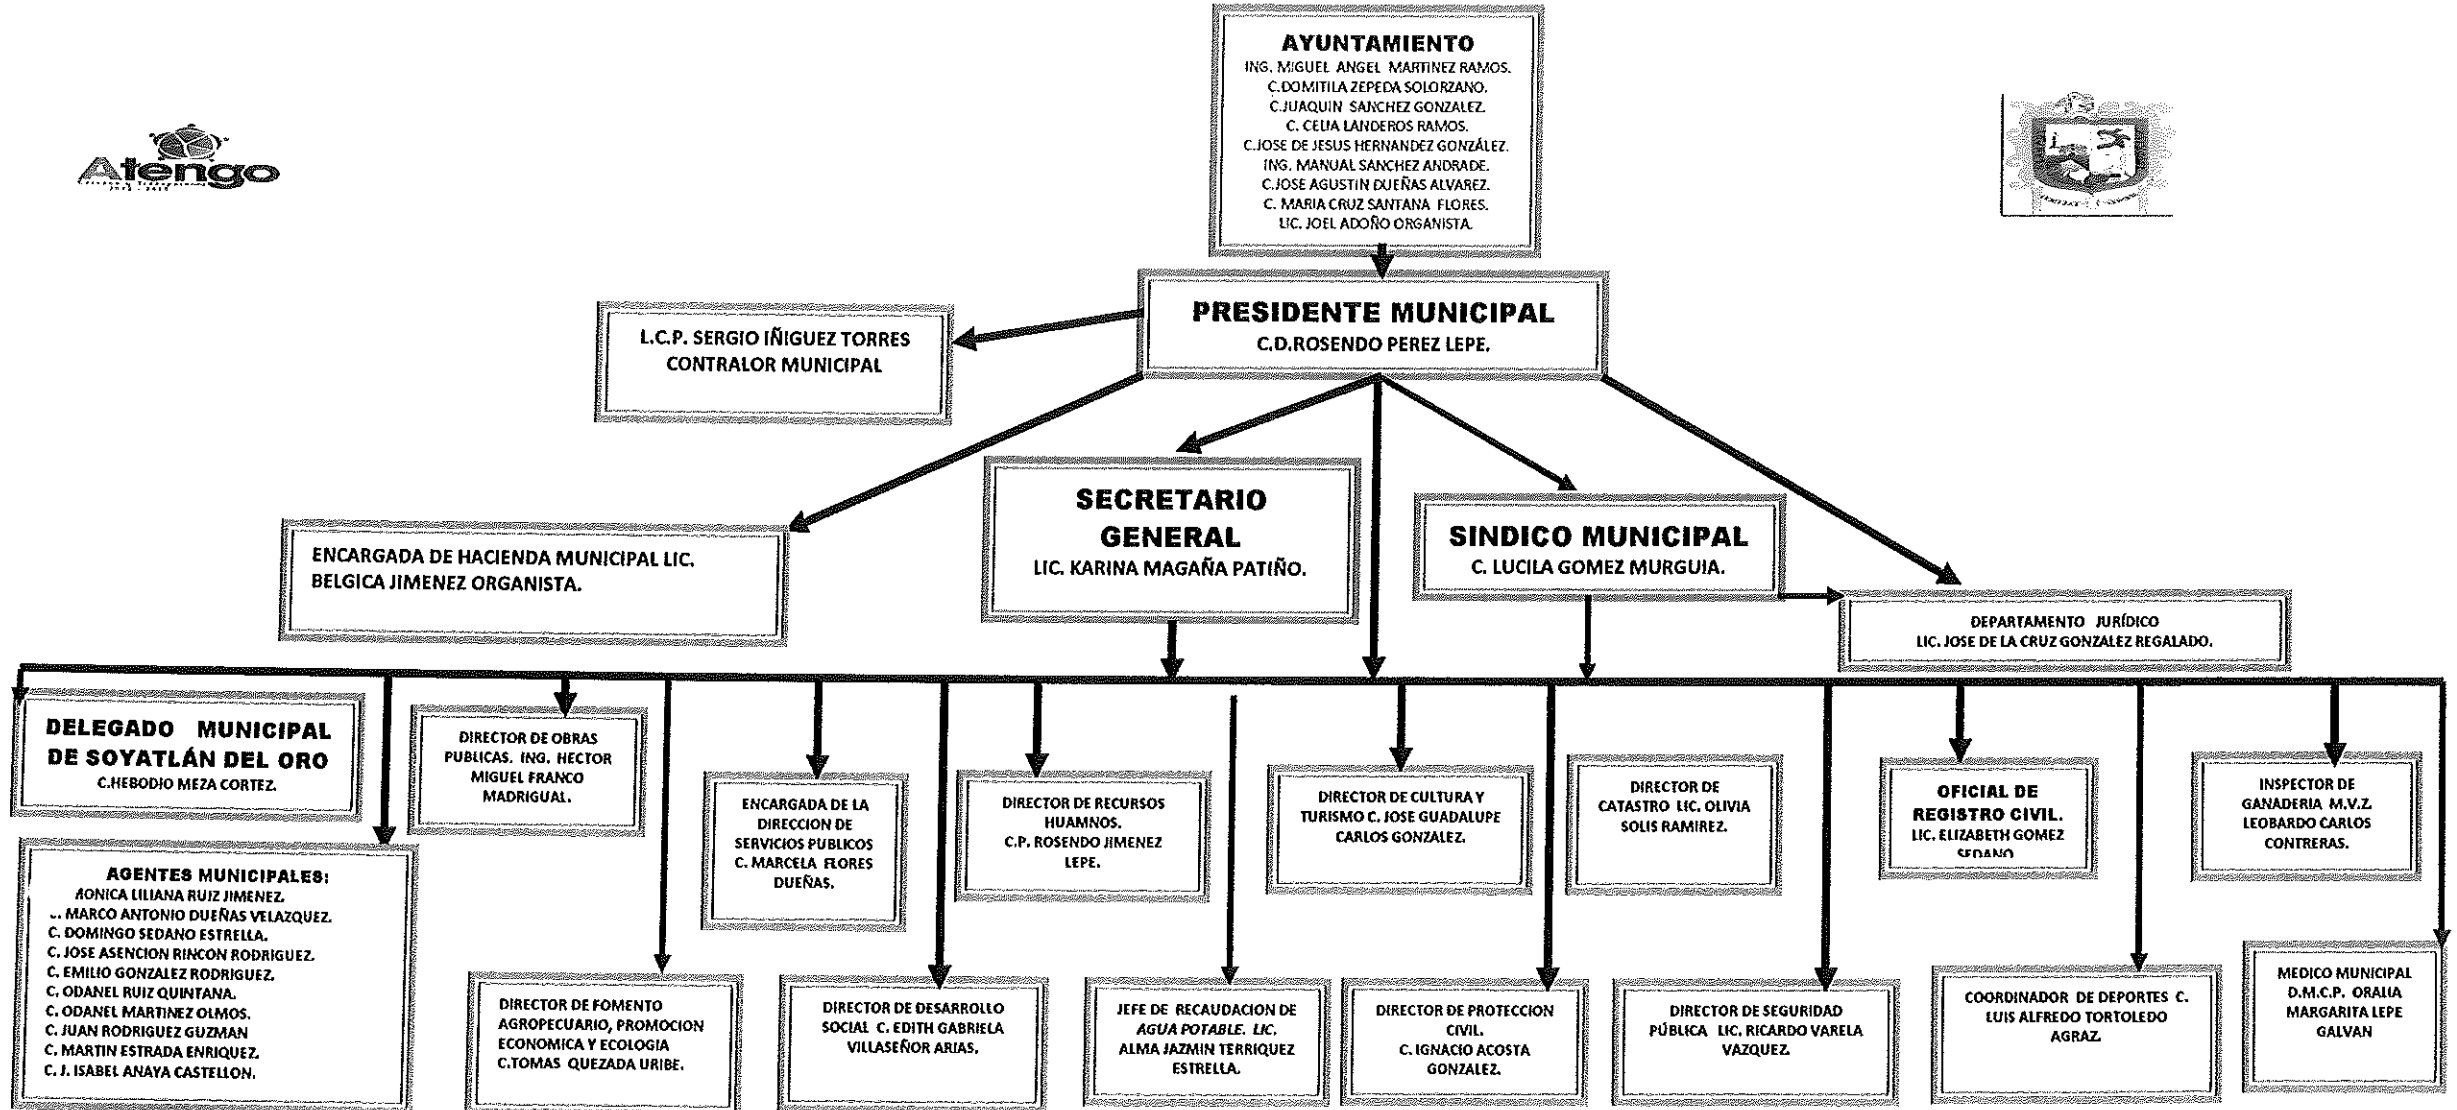 AYUNTAMIENTO
ING. MIGUEL ANGEL MARTINEZ RAMOS.
C.DOMITILA ZEPEDA SOLORZANO.
C.JUAQUIN SANCHEZ GONZALEZ.
C. CELIA LANDEROS RAMOS.
C.JOSE DE JESUS HERNANDEZ GONZÁLEZ.
ING. MANUAL SANCHEZ ANDRADE.
C.JOSE AGUSTIN DUEÑAS ALVAREZ.
C. MARIA CRUZ SANTANA FLORES.
LIC. JOEL ADOÑO ORGANISTA.
Atengo
PRESIDENTE MUNICIPAL
C.D.ROSENDO PEREZ LEPE.
L.C.P. SERGIO IÑIGUEZ TORRES
CONTRALOR MUNICIPAL
SECRETARIO
GENERAL
LIC. KARINA MAGAÑA PATIÑO.
SINDICO MUNICIPAL
C. LUCILA GOMEZ MURGUIA.
ENCARGADA DE HACIENDA MUNICIPAL LIC.
BELGICA JIMENEZ ORGANISTA.
DEPARTAMENTO JURÍDICO
LIC. JOSE DE LA CRUZ GONZALEZ REGALADO.
DELEGADO MUNICIPAL
DE SOYATLÁN DEL ORO
C.HEBODIO MEZA CORTEZ.
DIRECTOR DE OBRAS
PUBLICAS. ING. HECTOR
MIGUEL FRANCO
MADRIGUAL.
ENCARGADA DE LA
DIRECCION DE
SERVICIOS PUBLICOS
C. MARCELA FLORES
DUEÑAS.
DIRECTOR DE RECURSOS
HUAMNOS.
C.P. ROSENDO JIMENEZ
LEPE.
DIRECTOR DE CULTURA Y
TURISMO C. JOSE GUADALUPE
CARLOS GONZALEZ.
DIRECTOR DE
CATASTRO LIC. OLIVIA
SOLIS RAMIREZ.
OFICIAL DE
REGISTRO CIVIL.
LIC. ELIZABETH GOMEZ
SEDANO
INSPECTOR DE
GANADERIA M.V.Z.
LEOBARDO CARLOS
CONTRERAS.
AGENTES MUNICIPALES:
LILIANA RUIZ JIMENEZ.
MARCO ANTONIO DUEÑAS VELAZQUEZ.
C. DOMINGO SEDANO ESTRELLA.
C. JOSE ASENCION RINCON RODRIGUEZ.
C. EMILIO GONZALEZ RODRIGUEZ.
C. ODANEL RUIZ QUINTANA.
C. ODANEL MARTINEZ OLMOS.
C. JUAN RODRIGUEZ GUZMAN
C. MARTIN ESTRADA ENRIQUEZ.
C. J. ISABEL ANAYA CASTELLON.
DIRECTOR DE FOMENTO
AGROPECUARIO, PROMOCION
ECONOMICA Y ECOLOGIA
C.TOMAS QUEZADA URIBE.
DIRECTOR DE DESARROLLO
SOCIAL C. EDITH GABRIELA
VILLASEÑOR ARIAS.
JEFE DE RECAUDACION DE
AGUA POTABLE. LIC.
ALMA JAZMIN TERRIQUEZ
ESTRELLA.
DIRECTOR DE PROTECCION
CIVIL.
C. IGNACIO ACOSTA
GONZALEZ.
DIRECTOR DE SEGURIDAD
PÚBLICA LIC. RICARDO VARELA
VAZQUEZ.
COORDINADOR DE DEPORTES C.
LUIS ALFREDO TORTOLEDO
AGRAZ.
MEDICO MUNICIPAL
D.M.C.P. ORALIA
MARGARITA LEPE
GALVAN